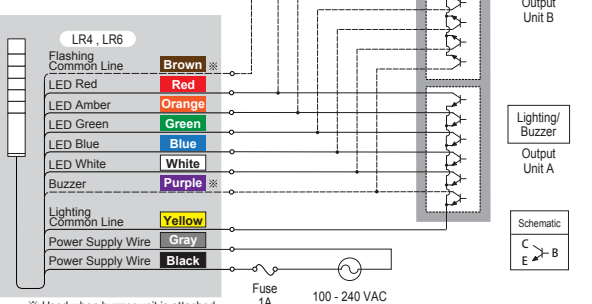 Output
Unit B
LR4 , LR6
Flashing
Common Line Brown ※
LED Red Red
LED Amber Orange
LED Green Green
LED Blue Blue
LED White White
Buzzer Purple ※
Lighting
Common Line Yellow
Power Supply Wire Gray
Power Supply Wire Black
Fuse
1A
100 - 240 VAC
Lighting/
Buzzer
Output
Unit A
Schematic
C
E
B
※ Used when buzzer unit is attached